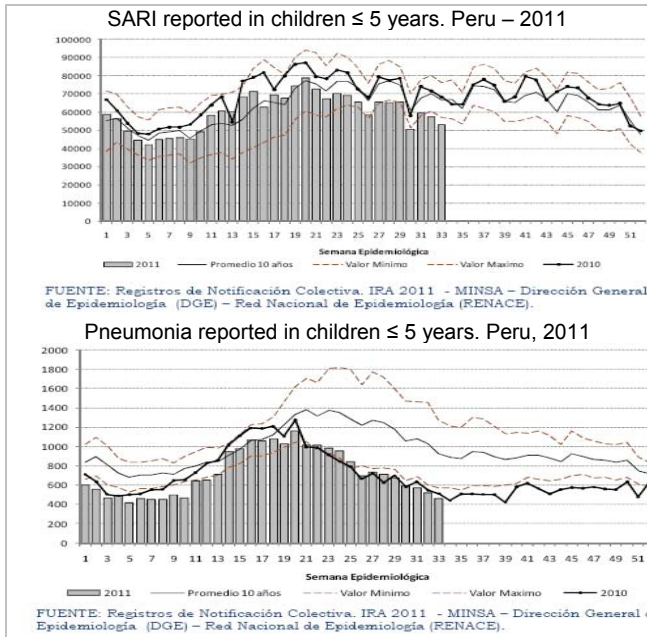 SARI reported in children ≤ 5 years. Peru – 2011
100000
90000
80000
70000
60000
50000
40000
30000
20000
10000
0
1 3 5 7 9 11 13 15 17 19 21 23 25 27 29 31 33 35 37 39 41 43 45 47 49 51
Semana Epidemiológica
2011 Promedio 10 años Valor Minimo Valor Maximo 2010
FUENTE: Registros de Notificación Colectiva. IRA 2011 - MINSA – Dirección General
de Epidemiología (DGE) – Red Nacional de Epidemiología (RENACE).
Pneumonia reported in children ≤ 5 years. Peru, 2011
2000
1800
1600
1400
1200
1000
800
600
400
200
0
1 3 5 7 9 11 13 15 17 19 21 23 25 27 29 31 33 35 37 39 41 43 45 47 49 51
Semana Epidemiológica
2011 Promedio 10 años Valor Minimo Valor Maximo 2010
FUENTE: Registros de Notificación Colectiva. IRA 2011 - MINSA – Dirección General
Epidemiología (DGE) – Red Nacional de Epidemiología (RENACE).